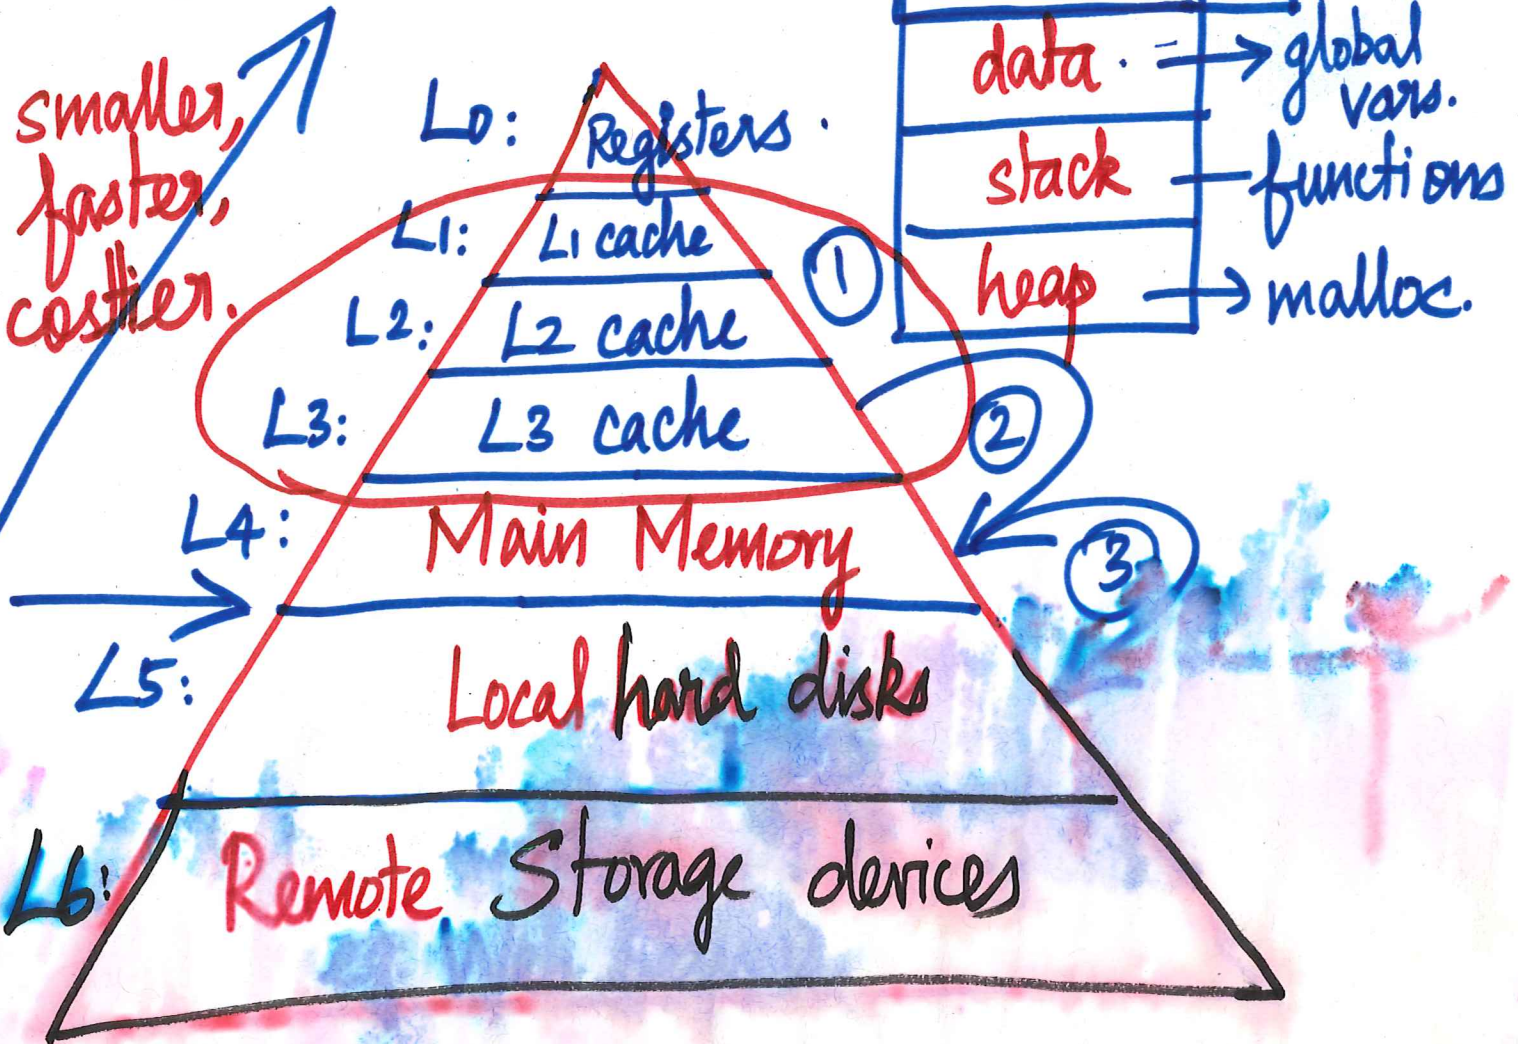 smaller,
faster,
costlier.
L0: Registers.
L1: L1 cache
L2: L2 cache
L3: L3 cache
L4: Main Memory
L5: Local hard disks
L6: Remote Storage devices
1
2
3
data. → global
vars.
stack — functions
heap → malloc.